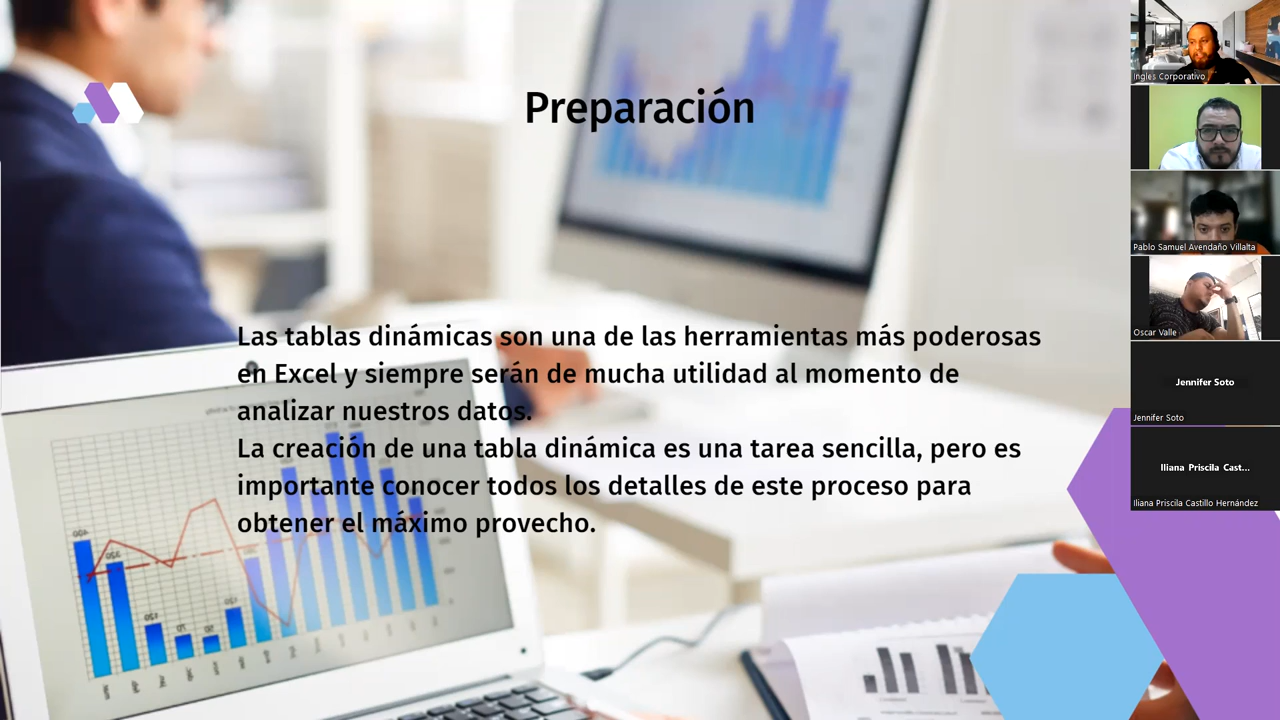 Preparación
Las tablas dinámicas son una de las herramientas más poderosas
en Excel y siempre serán de mucha utilidad al momento de
analizar nuestros datos.
La creación de una tabla dinámica es una tarea sencilla, pero es
importante conocer todos los detalles de este proceso para
obtener el máximo provecho.
Ingles Corporativo
Pablo Samuel Avendaño Villalta
Oscar Valle
Jennifer Soto
Jennifer Soto
Iliana Priscila Cast...
Iliana Priscila Castillo Hernández